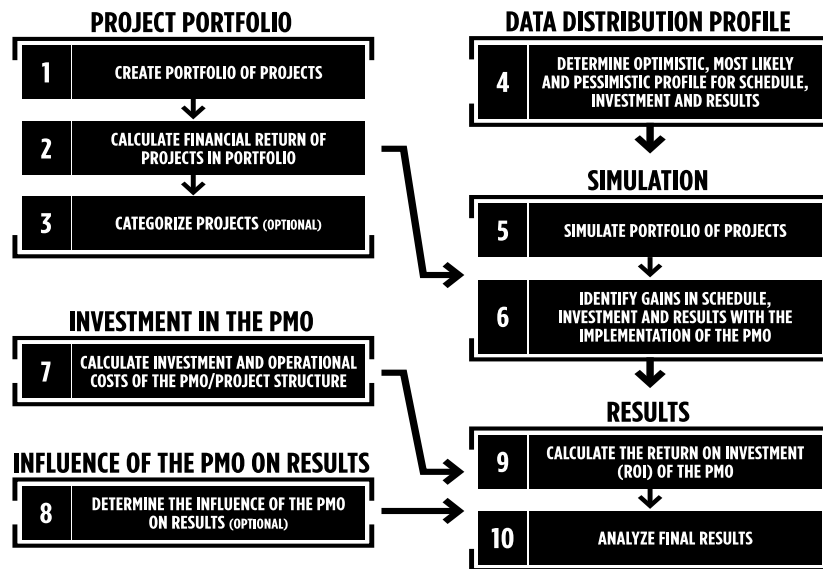 PROJECT PORTFOLIO
1
CREATE PORTFOLIO OF PROJECTS
2
CALCULATE FINANCIAL RETURN OF
PROJECTS IN PORTFOLIO
3
CATEGORIZE PROJECTS (OPTIONAL)
INVESTMENT IN THE PMO
7
CALCULATE INVESTMENT AND OPERATIONAL
COSTS OF THE PMO/PROJECT STRUCTURE
INFLUENCE OF THE PMO ON RESULTS
8
DETERMINE THE INFLUENCE OF THE PMO
ON RESULTS (OPTIONAL)
DATA DISTRIBUTION PROFILE
4
DETERMINE OPTIMISTIC, MOST LIKELY
AND PESSIMISTIC PROFILE FOR SCHEDULE,
INVESTMENT AND RESULTS
SIMULATION
5
SIMULATE PORTFOLIO OF PROJECTS
6
IDENTIFY GAINS IN SCHEDULE,
INVESTMENT AND RESULTS WITH THE
IMPLEMENTATION OF THE PMO
RESULTS
9
CALCULATE THE RETURN ON INVESTMENT
(ROI) OF THE PMO
10
ANALYZE FINAL RESULTS